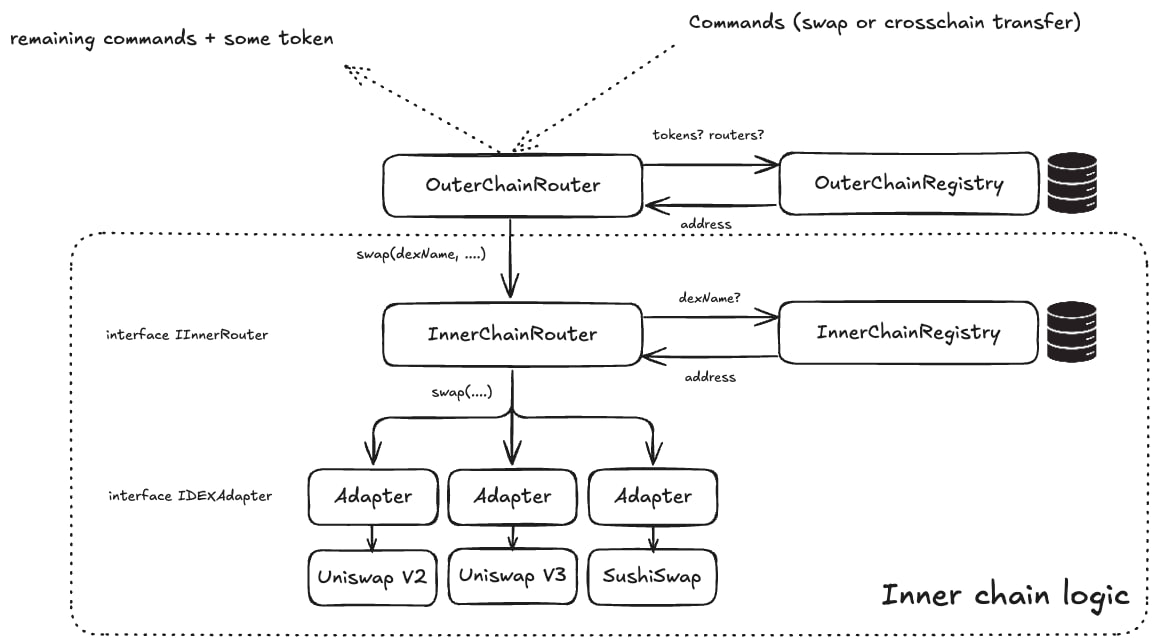 Commands (swap or crosschain transfer)
remaining commands + some token
tokens? routers?
OuterChainRouter
OuterChainRegistry
address
swap(dexName, ....)
dexName?
interface IInnerRouter
InnerChainRouter
InnerChainRegistry
address
swap(....)
interface IDEXAdapter
Adapter
Adapter
Adapter
Uniswap V2
Uniswap V3
SushiSwap
Inner chain logic